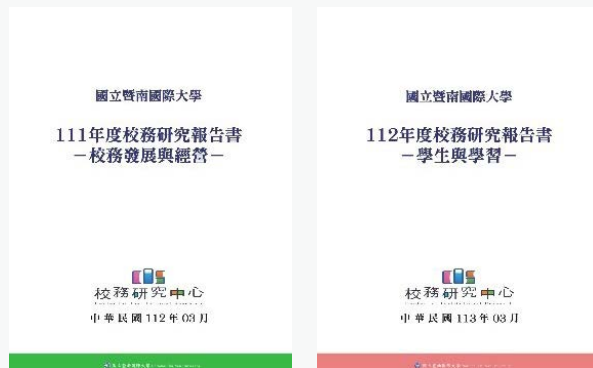 國立暨南國際大學
111年度校務研究報告書
－校務發展與經營－
校務研究中心
中華民國112年03月
國立暨南國際大學
112年度校務研究報告書
－學生與學習－
校務研究中心
中華民國113年03月